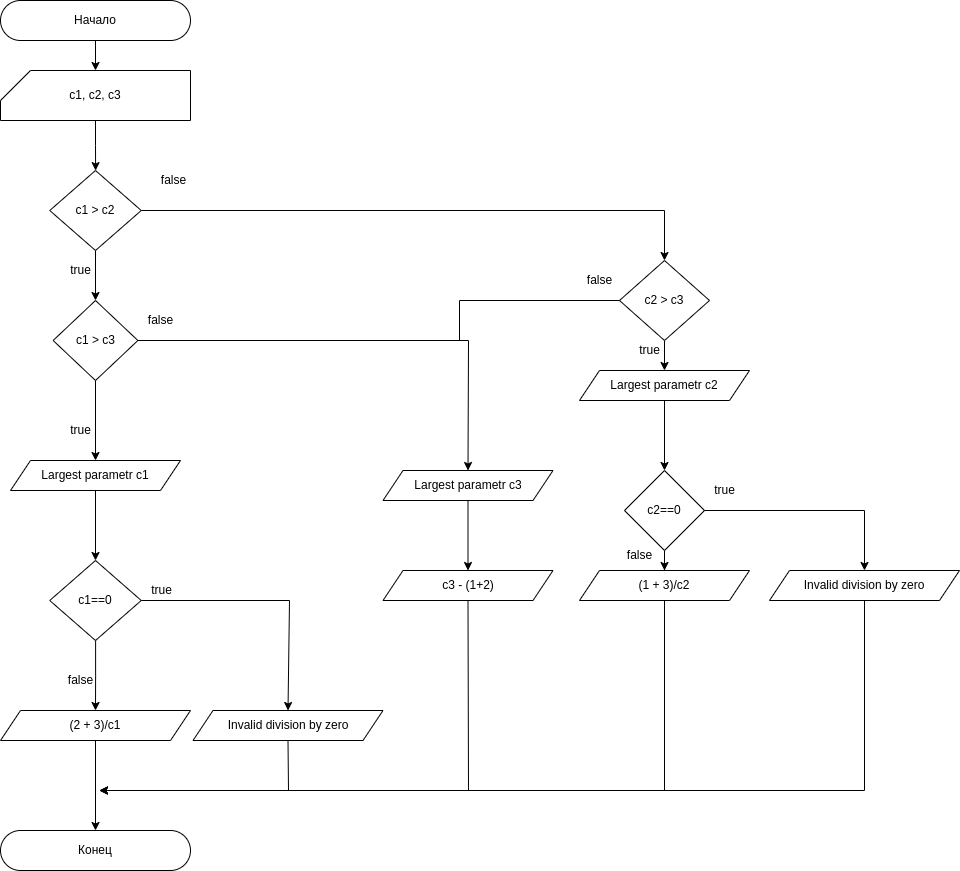 Начало
c1, c2, c3
false
c1 > c2
true
false
c2 > c3
false
c1 > c3
true
Largest parametr c2
true
Largest parametr c1
Largest parametr c3
true
c2==0
false
c1==0
true
c3 - (1+2)
(1 + 3)/c2
Invalid division by zero
false
(2 + 3)/c1
Invalid division by zero
Конец